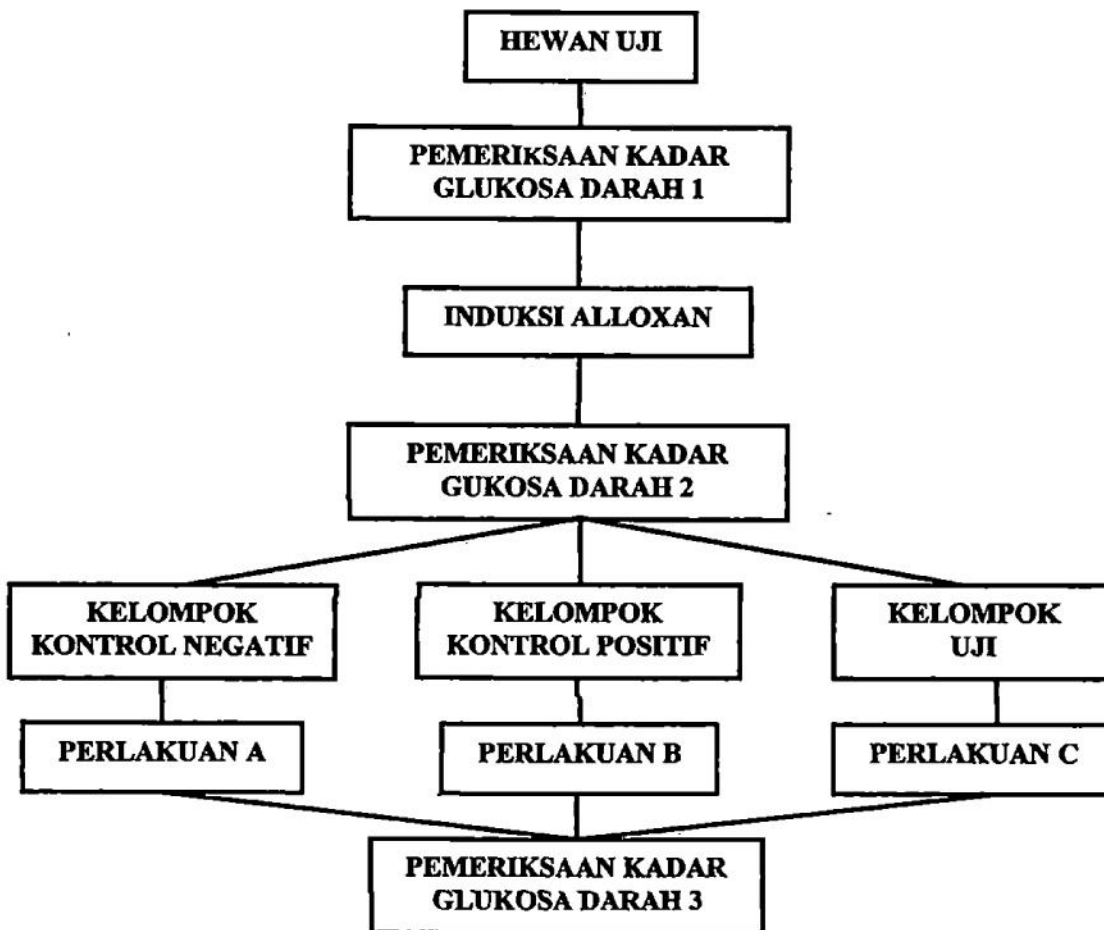 HEWAN UJI
PEMERIKSAAN KADAR
GLUKOSA DARAH 1
INDUKSI ALLOXAN
PEMERIKSAAN KADAR
GUKOSA DARAH 2
KELOMPOK
KONTROL NEGATIF
KELOMPOK
KONTROL POSITIF
KELOMPOK
UJI
PERLAKUAN A
PERLAKUAN B
PERLAKUAN C
PEMERIKSAAN KADAR
GLUKOSA DARAH 3